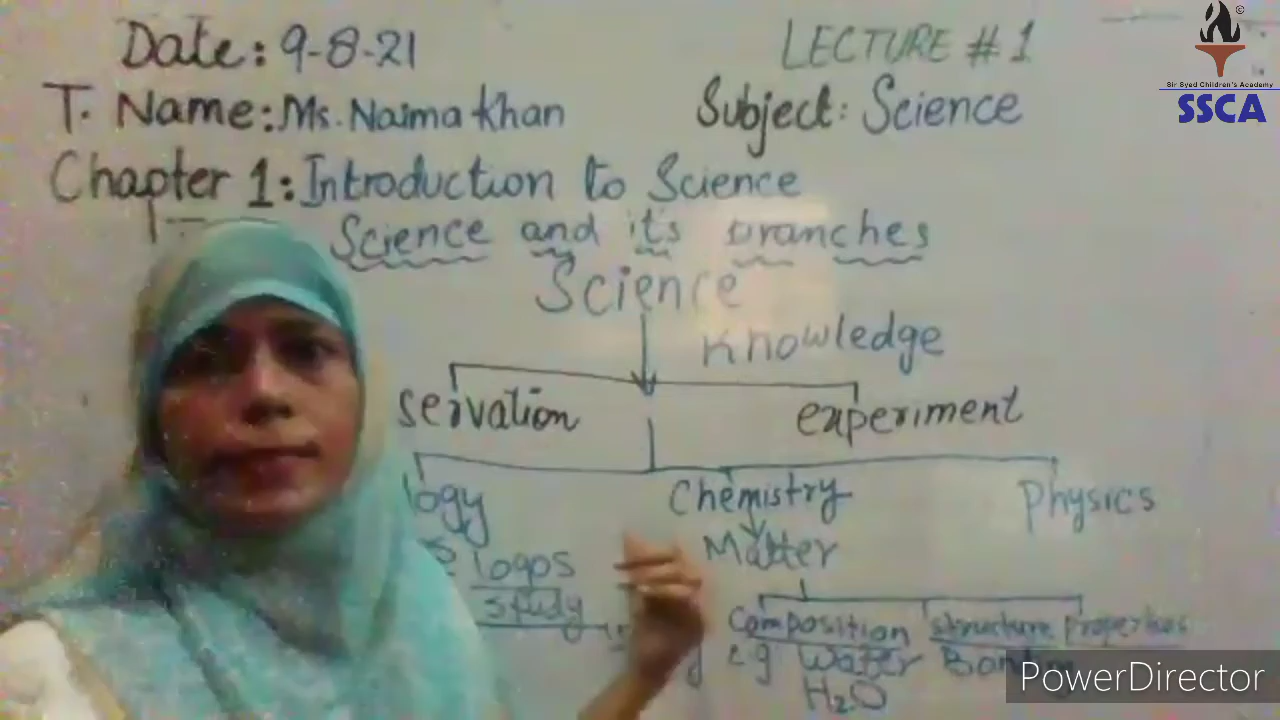 Date: 9-8-21 LECTURE # 1
©
Sir Syed Children's Academy
SSCA
T. Name: Ms. Naima Khan Subject: Science
Chapter 1: Introduction to Science
Science and it's branches
Science
Knowledge
servation experiment
logy Chemistry Physics
Matter
logos
study
Composition structure Properties
eg Watter
H₂O
PowerDirector